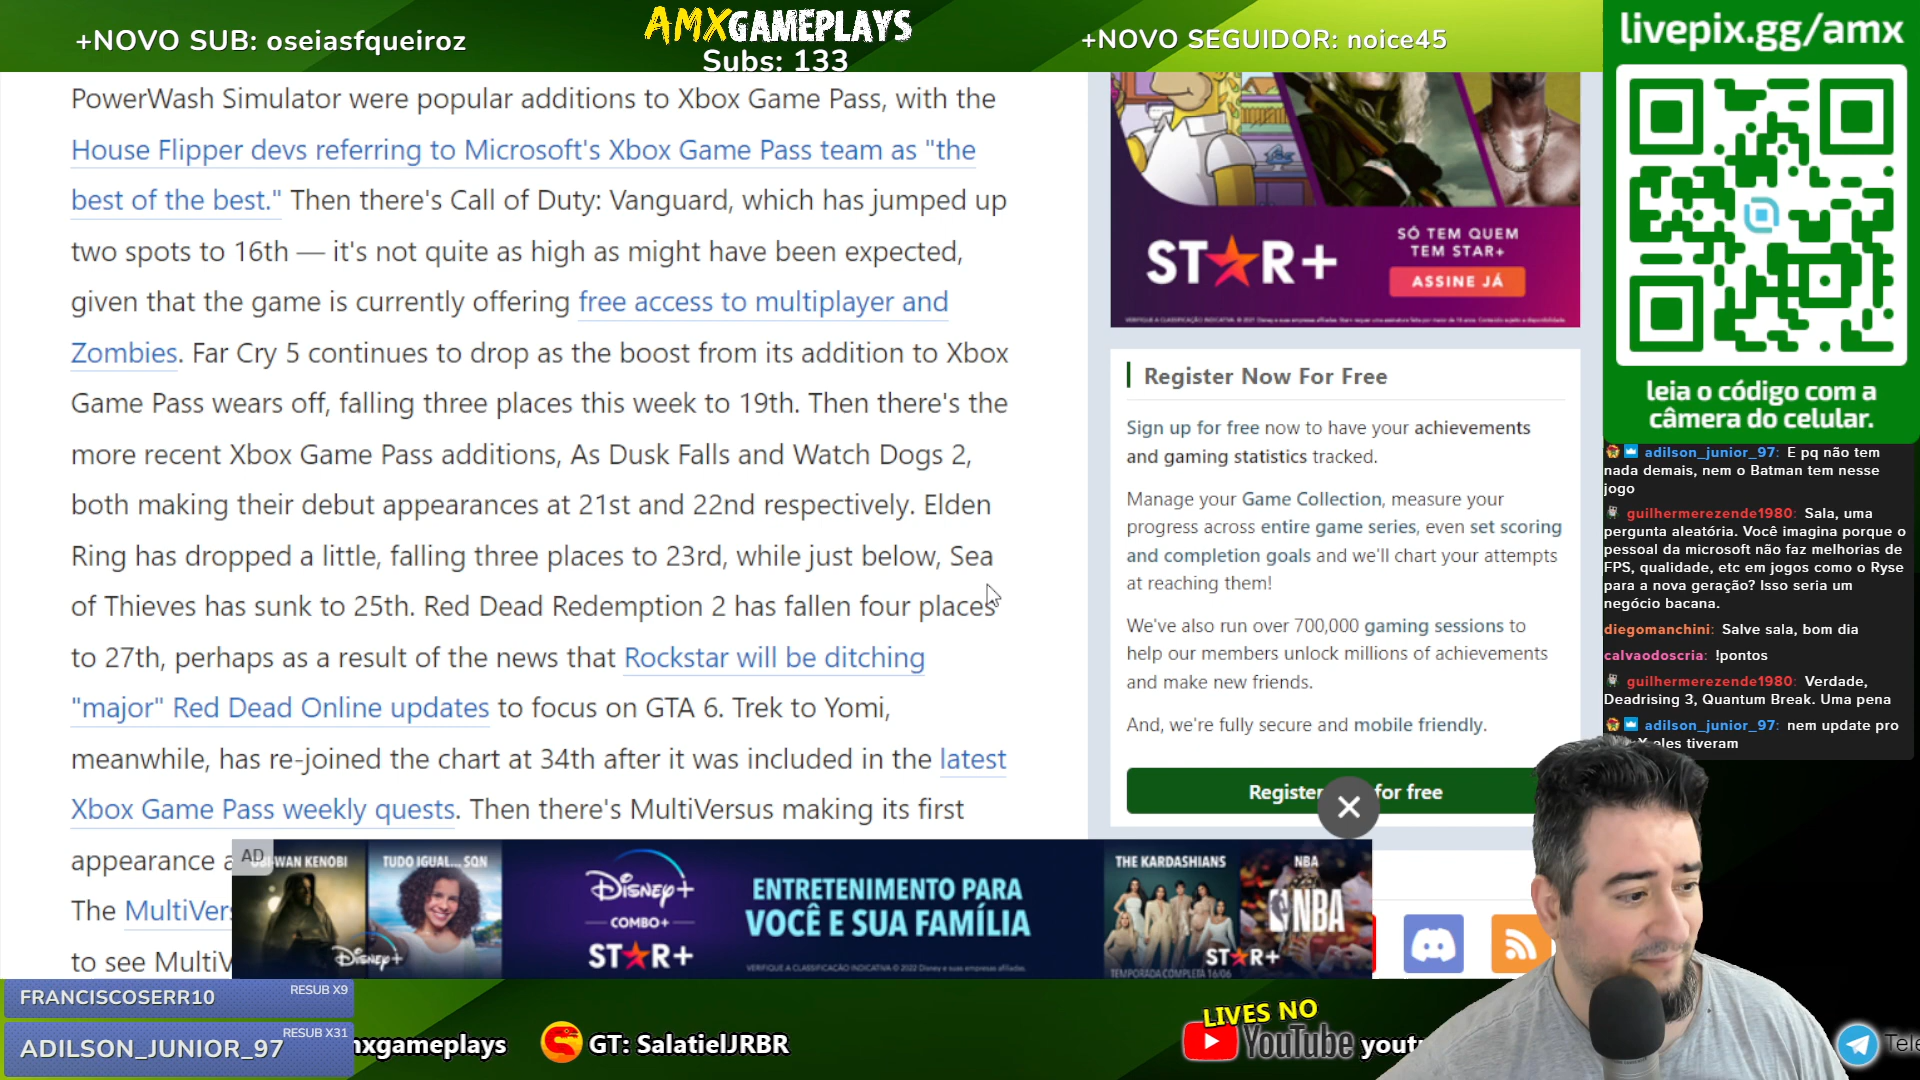 +NOVO SUB: oseiasfqueiroz
AMXGAMEPLAYS
Subs: 133
+NOVO SEGUIDOR: noice45
livepix.gg/amx
PowerWash Simulator were popular additions to Xbox Game Pass, with the
House Flipper devs referring to Microsoft's Xbox Game Pass team as "the
best of the best." Then there's Call of Duty: Vanguard, which has jumped up
two spots to 16th — it's not quite as high as might have been expected,
given that the game is currently offering free access to multiplayer and
Zombies. Far Cry 5 continues to drop as the boost from its addition to Xbox
Game Pass wears off, falling three places this week to 19th. Then there's the
more recent Xbox Game Pass additions, As Dusk Falls and Watch Dogs 2,
both making their debut appearances at 21st and 22nd respectively. Elden
Ring has dropped a little, falling three places to 23rd, while just below, Sea
of Thieves has sunk to 25th. Red Dead Redemption 2 has fallen four places
to 27th, perhaps as a result of the news that Rockstar will be ditching
"major" Red Dead Online updates to focus on GTA 6. Trek to Yomi,
meanwhile, has re-joined the chart at 34th after it was included in the latest
Xbox Game Pass weekly quests. Then there's MultiVersus making its first
appearance
The MultiVers
to see MultiV
ST★R+
SÓ TEM QUEM
TEM STAR+
ASSINE JÁ
Register Now For Free
Sign up for free now to have your achievements
and gaming statistics tracked.
Manage your Game Collection, measure your
progress across entire game series, even set scoring
and completion goals and we'll chart your attempts
at reaching them!
We've also run over 700,000 gaming sessions to
help our members unlock millions of achievements
and make new friends.
And, we're fully secure and mobile friendly.
Register for free
leia o código com a
câmera do celular.
adilson_junior_97: E pq não tem
nada demais, nem o Batman tem nesse
jogo
guilhermerezende1980: Sala, uma
pergunta aleatória. Você imagina porque o
pessoal da microsoft não faz melhorias de
FPS, qualidade, etc em jogos como o Ryse
para a nova geração? Isso seria um
negócio bacana.
diegomanchini: Salve sala, bom dia
calvaodoscria: !pontos
guilhermerezende1980: Verdade,
Deadrising 3, Quantum Break. Uma pena
adilson_junior_97: nem update pro
X eles tiveram
AD
WAN KENOBI
TUDO IGUAL... SQN
Disney+
Disney+
COMBO+
ST★R+
ENTRETENIMENTO PARA
VOCÊ E SUA FAMÍLIA
VERIFIQUE A CLASSIFICAÇÃO INDICATIVA © 2022 Disney e suas empresas afiliadas.
THE KARDASHIANS
NBA
NBA
ST★R+
TEMPORADA COMPLETA 16/06
FRANCISCOSERR10
RESUB X9
ADILSON_JUNIOR_97
RESUB X31
nxgameplays
GT: SalatielJRBR
LIVES NO
YouTube
yout
Tele